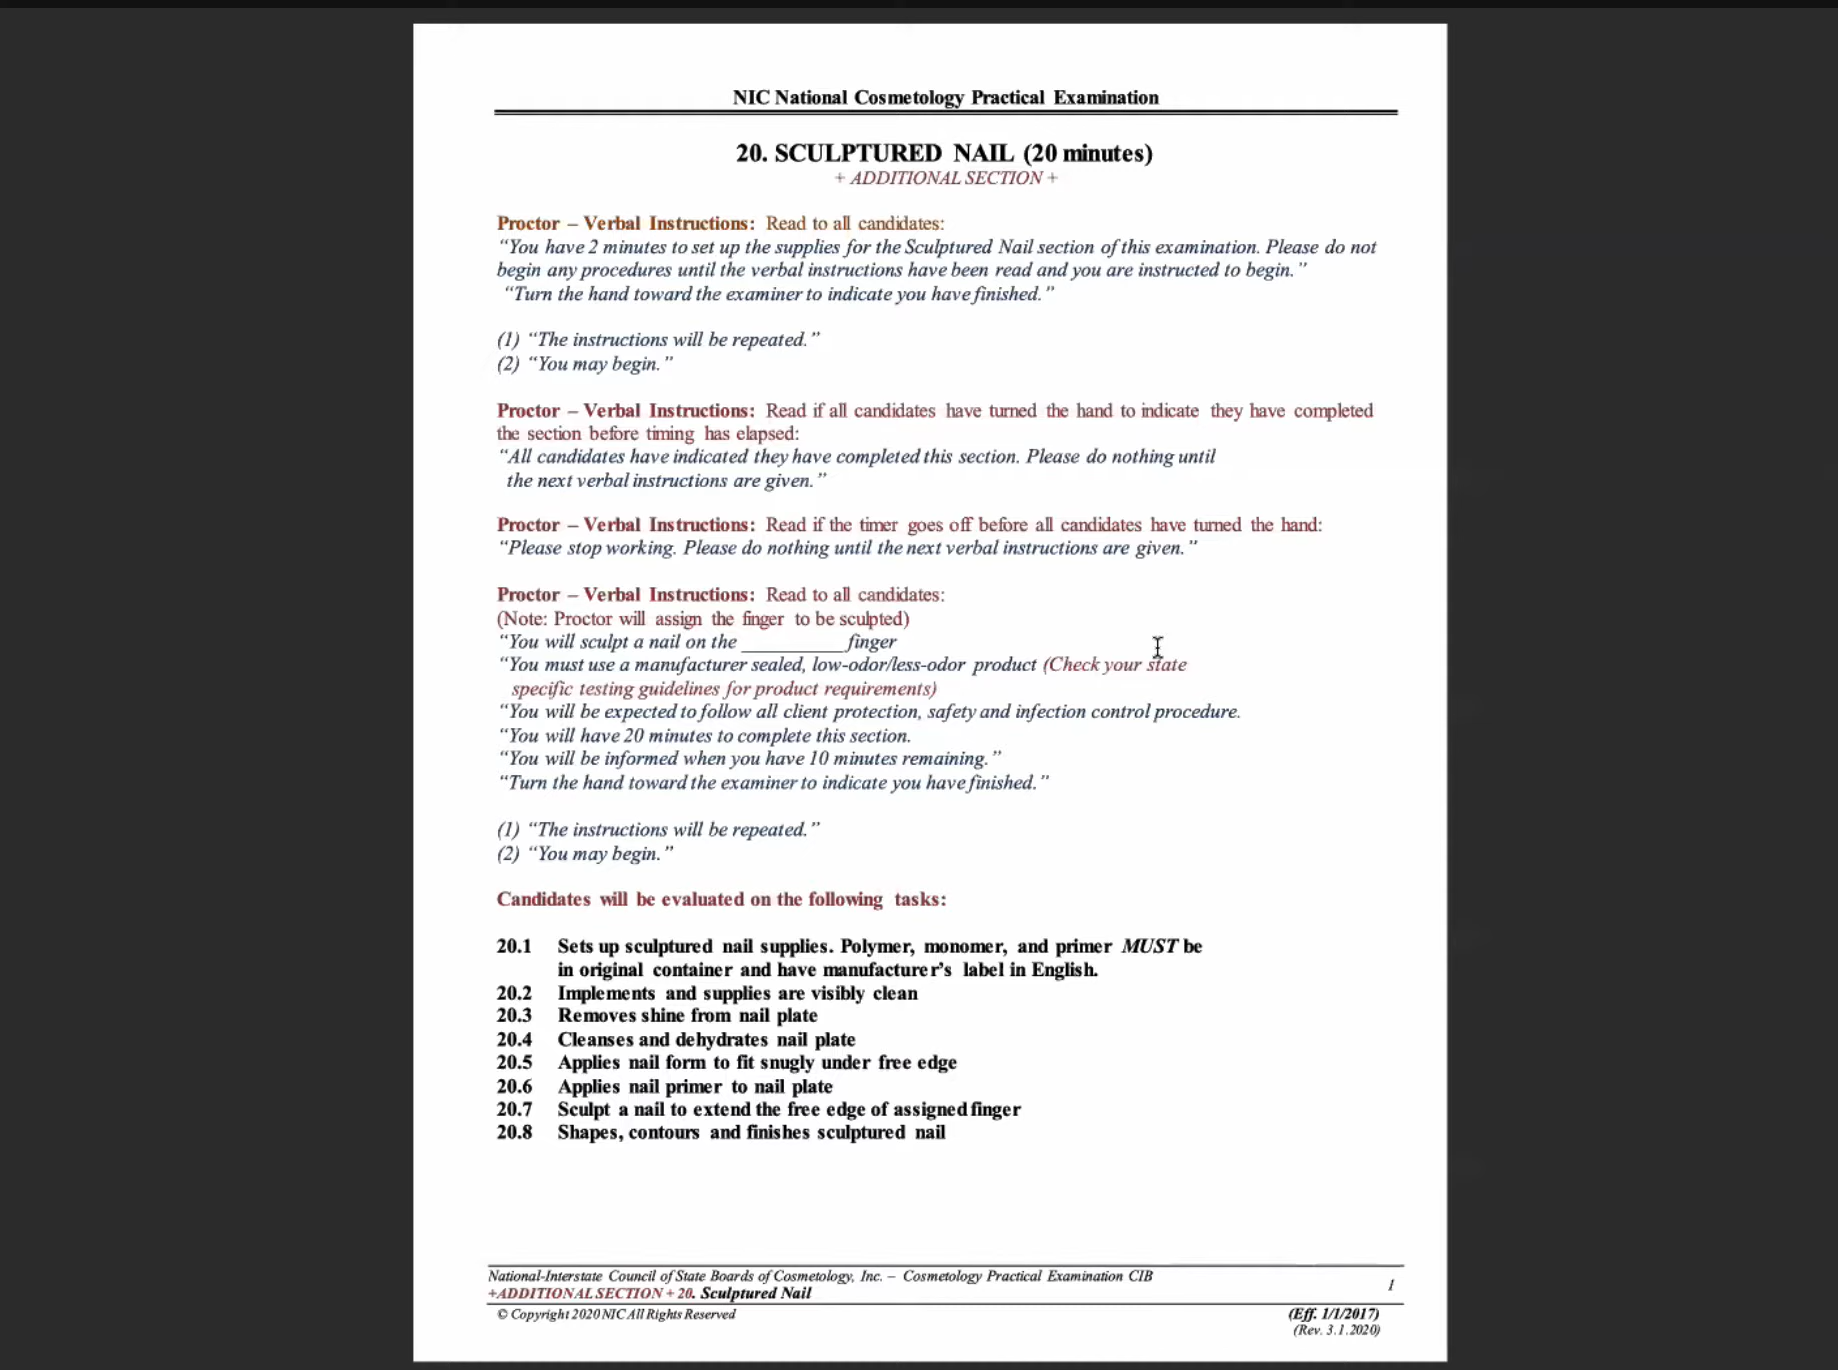 NIC National Cosmetology Practical Examination
20. SCULPTURED NAIL (20 minutes)
+ ADDITIONAL SECTION +
Proctor – Verbal Instructions: Read to all candidates:
“You have 2 minutes to set up the supplies for the Sculptured Nail section of this examination. Please do not
begin any procedures until the verbal instructions have been read and you are instructed to begin.”
“Turn the hand toward the examiner to indicate you have finished.”
(1) “The instructions will be repeated.”
(2) “You may begin.”
Proctor – Verbal Instructions: Read if all candidates have turned the hand to indicate they have completed
the section before timing has elapsed:
“All candidates have indicated they have completed this section. Please do nothing until
the next verbal instructions are given.”
Proctor – Verbal Instructions: Read if the timer goes off before all candidates have turned the hand:
“Please stop working. Please do nothing until the next verbal instructions are given.”
Proctor – Verbal Instructions: Read to all candidates:
(Note: Proctor will assign the finger to be sculpted)
“You will sculpt a nail on the __________ finger
“You must use a manufacturer sealed, low-odor/less-odor product (Check your state
specific testing guidelines for product requirements)
“You will be expected to follow all client protection, safety and infection control procedure.
“You will have 20 minutes to complete this section.
“You will be informed when you have 10 minutes remaining.”
“Turn the hand toward the examiner to indicate you have finished.”
(1) “The instructions will be repeated.”
(2) “You may begin.”
Candidates will be evaluated on the following tasks:
20.1 Sets up sculptured nail supplies. Polymer, monomer, and primer MUST be
in original container and have manufacturer’s label in English.
20.2 Implements and supplies are visibly clean
20.3 Removes shine from nail plate
20.4 Cleanses and dehydrates nail plate
20.5 Applies nail form to fit snugly under free edge
20.6 Applies nail primer to nail plate
20.7 Sculpt a nail to extend the free edge of assigned finger
20.8 Shapes, contours and finishes sculptured nail
National-Interstate Council of State Boards of Cosmetology, Inc. – Cosmetology Practical Examination CIB
+ADDITIONAL SECTION + 20. Sculptured Nail
1
© Copyright 2020 NIC All Rights Reserved
(Eff. 1/1/2017)
(Rev. 3.1.2020)